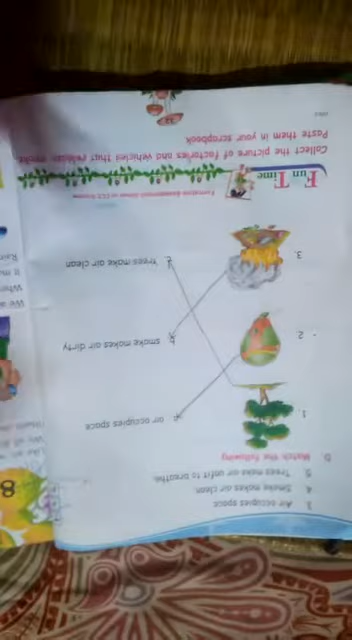 3 Air occupies space
4 Smoke makes air clean.
5 Trees make air unfit to breathe.
B Match the following
1. air occupies space
2 smoke makes air dirty
3. Trees make air clean
Fun Time
Collect the picture of factories and vehicles that release smoke.
Paste them in your scrapbook
8